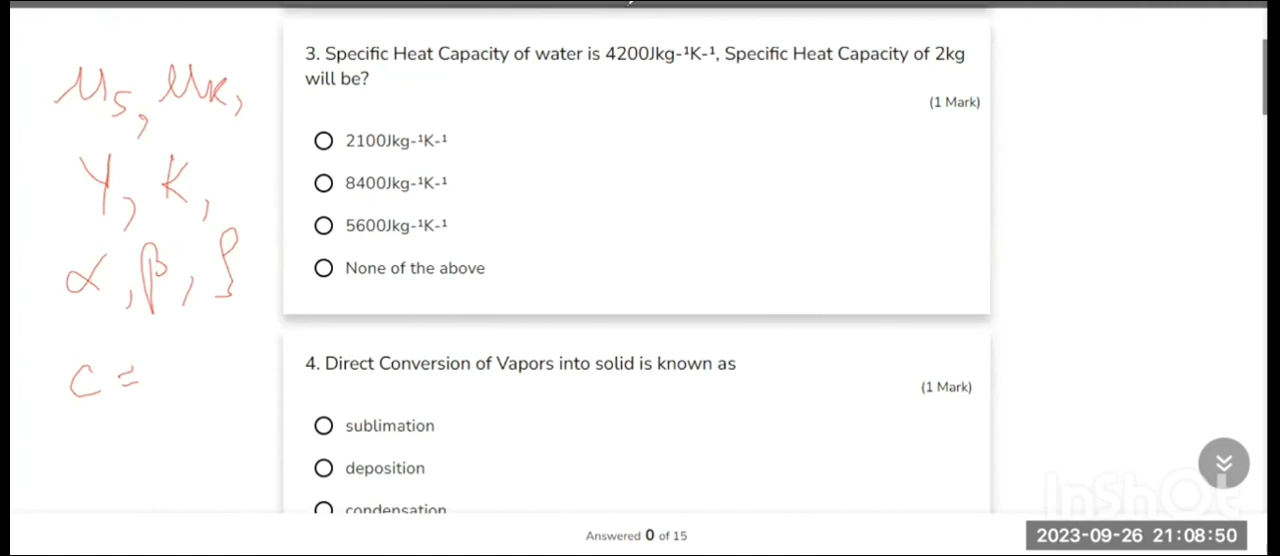 3. Specific Heat Capacity of water is 4200Jkg-¹K-¹, Specific Heat Capacity of 2kg
will be?
(1 Mark)
2100Jkg-¹K-¹
8400Jkg-¹K-¹
5600Jkg-¹K-¹
None of the above
4. Direct Conversion of Vapors into solid is known as
(1 Mark)
sublimation
deposition
condensation
Answered 0 of 15
μs, μk,
Y, K,
α, β, ρ
C =
InShOt
2023-09-26 21:08:50